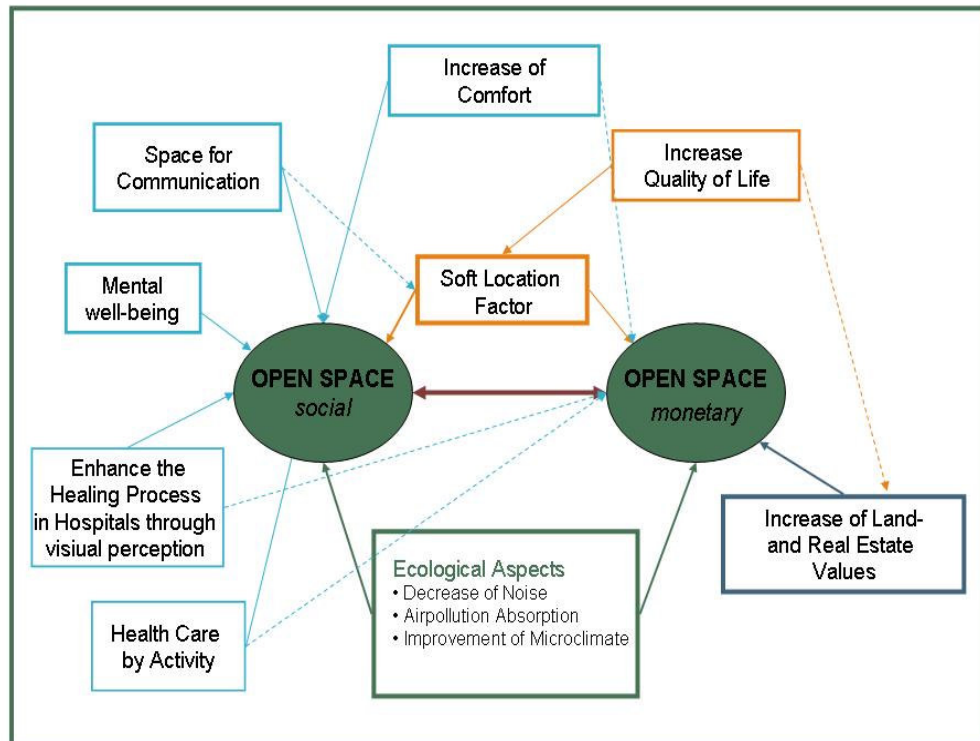 Increase of
Comfort
Space for
Communication
Increase
Quality of Life
Soft Location
Factor
Mental
well-being
OPEN SPACE
social
OPEN SPACE
monetary
Enhance the
Healing Process
in Hospitals through
visiual perception
Increase of Land-
and Real Estate
Values
Ecological Aspects
• Decrease of Noise
• Airpollution Absorption
• Improvement of Microclimate
Health Care
by Activity